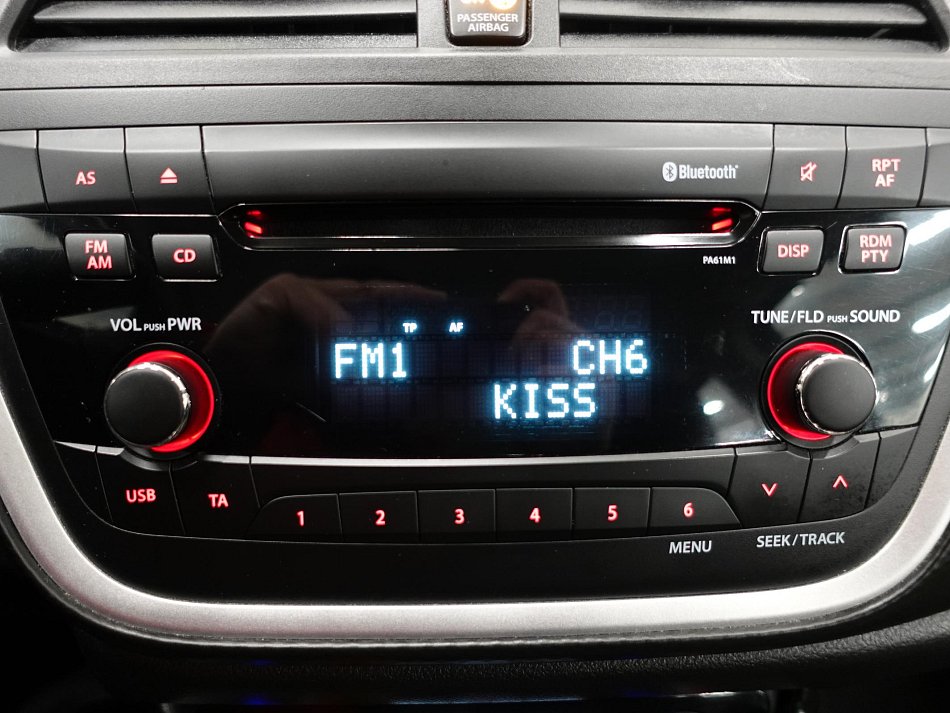 PASSENGER
AIRBAG
AS
Bluetooth
RPT
AF
FM
AM
CD
PA61M1
DISP
RDM
PTY
VOL PUSH PWR
TUNE/FLD PUSH SOUND
TP AF
FM1 CH6
KISS
USB
TA
1 2 3 4 5 6
MENU
SEEK/TRACK